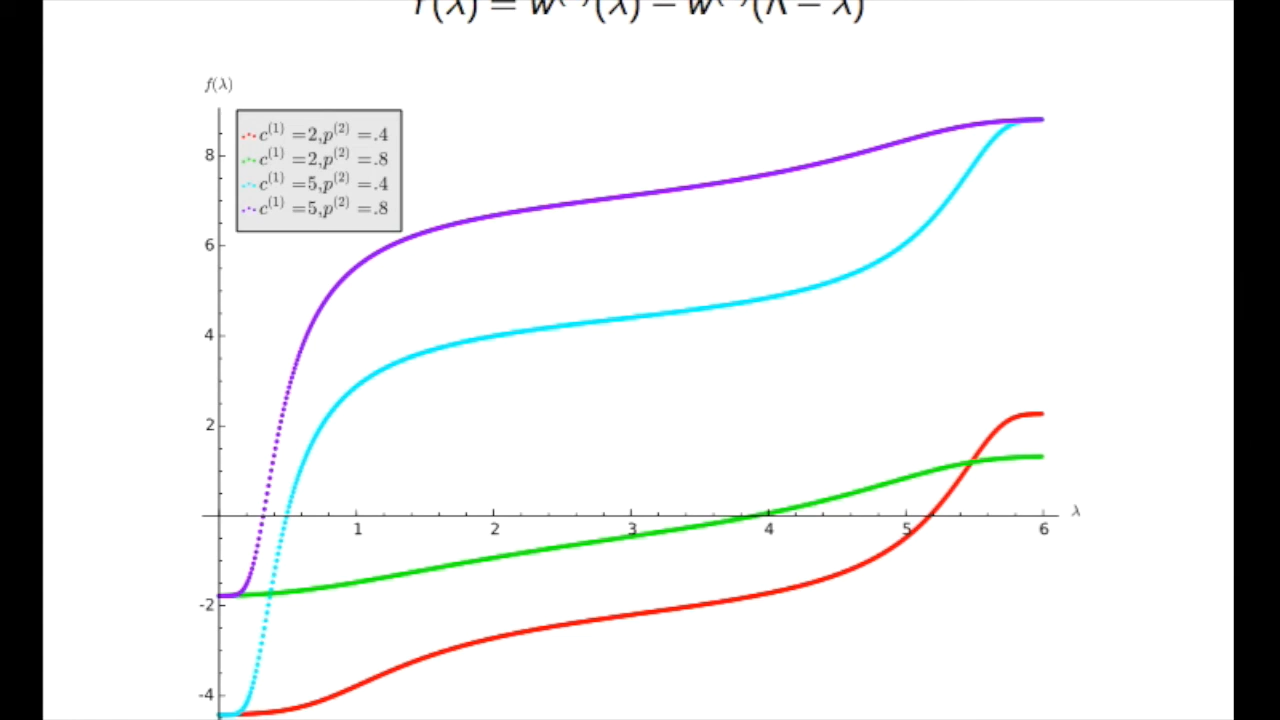 f(λ)
c(1) =2,p(2) =.4
c(1) =2,p(2) =.8
c(1) =5,p(2) =.4
c(1) =5,p(2) =.8
8
6
4
2
-2
-4
1 2 3 4 5 6 λ